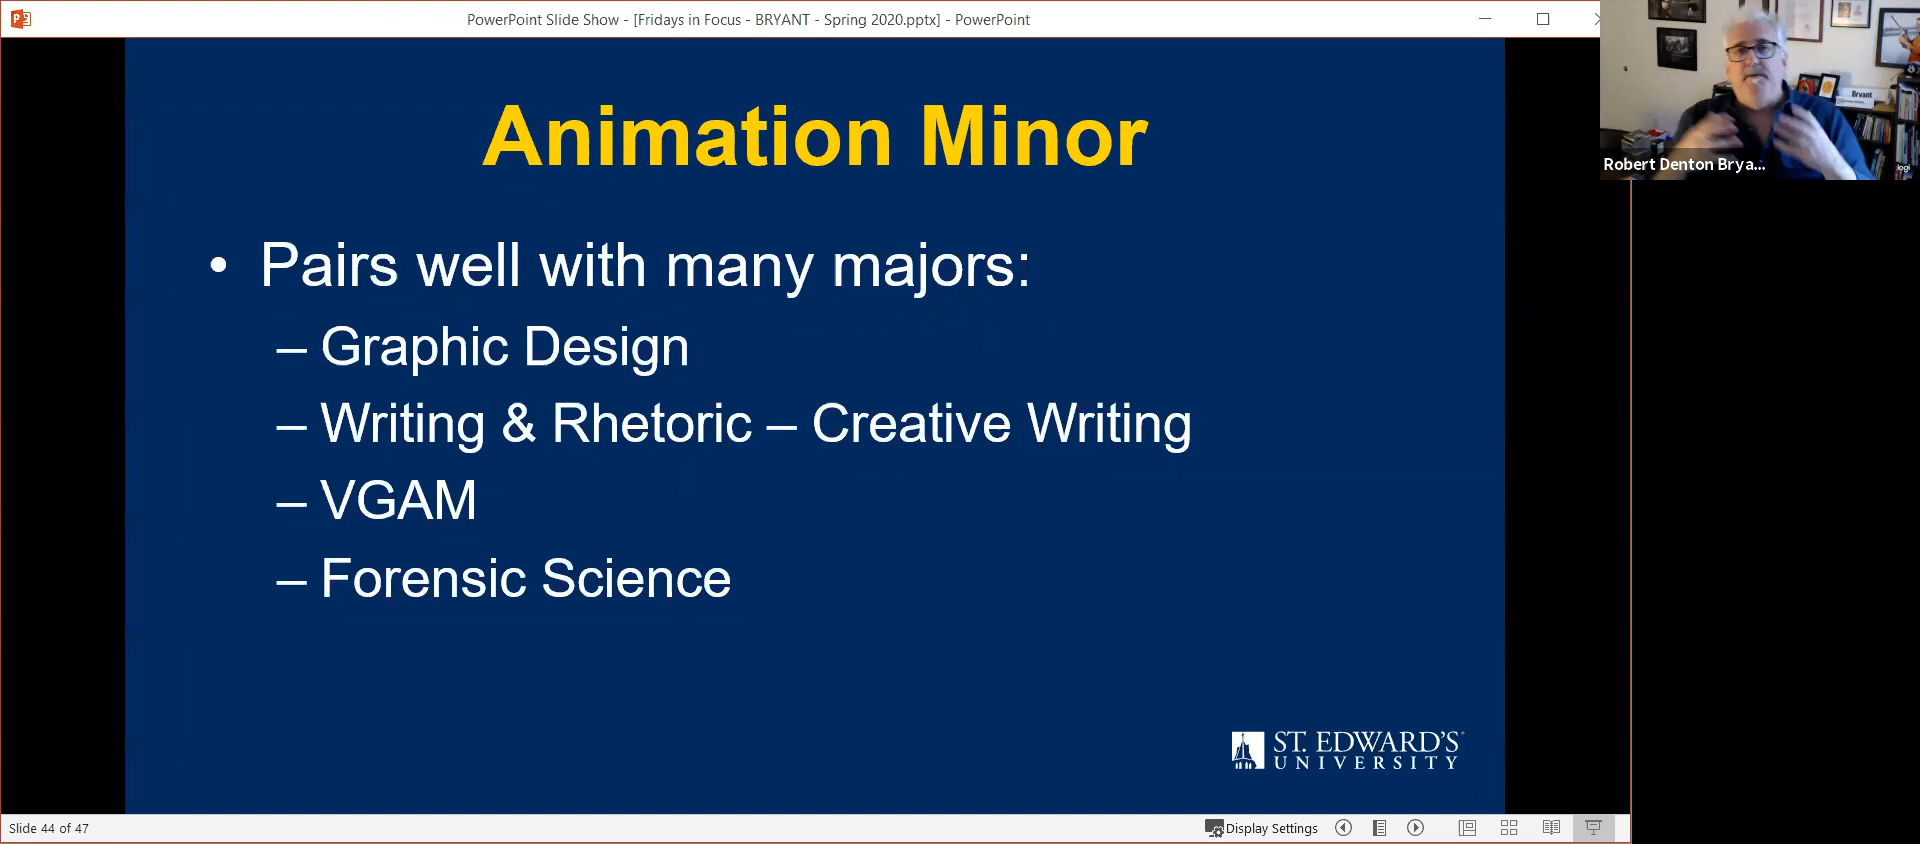 PowerPoint Slide Show - [Fridays in Focus - BRYANT - Spring 2020.pptx] - PowerPoint
Bryant
Robert Denton Brya...
logi
Animation Minor
• Pairs well with many majors:
– Graphic Design
– Writing & Rhetoric – Creative Writing
– VGAM
– Forensic Science
ST. EDWARD'S
UNIVERSITY
Slide 44 of 47
Display Settings